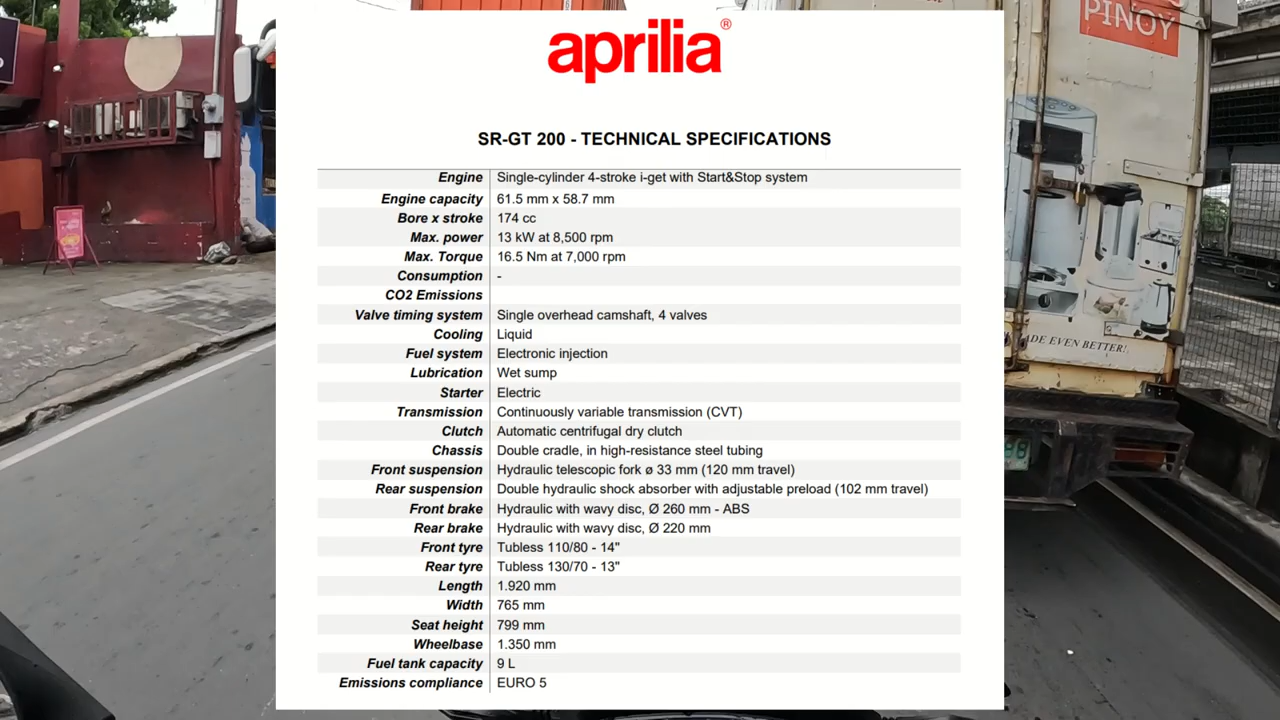 PINOY
aprilia®
SR-GT 200 - TECHNICAL SPECIFICATIONS
Engine Single-cylinder 4-stroke i-get with Start&Stop system
Engine capacity 61.5 mm x 58.7 mm
Bore x stroke 174 cc
Max. power 13 kW at 8,500 rpm
Max. Torque 16.5 Nm at 7,000 rpm
Consumption -
CO2 Emissions
Valve timing system Single overhead camshaft, 4 valves
Cooling Liquid
Fuel system Electronic injection
Lubrication Wet sump
Starter Electric
Transmission Continuously variable transmission (CVT)
Clutch Automatic centrifugal dry clutch
Chassis Double cradle, in high-resistance steel tubing
Front suspension Hydraulic telescopic fork ø 33 mm (120 mm travel)
Rear suspension Double hydraulic shock absorber with adjustable preload (102 mm travel)
Front brake Hydraulic with wavy disc, Ø 260 mm - ABS
Rear brake Hydraulic with wavy disc, Ø 220 mm
Front tyre Tubless 110/80 - 14"
Rear tyre Tubless 130/70 - 13"
Length 1.920 mm
Width 765 mm
Seat height 799 mm
Wheelbase 1.350 mm
Fuel tank capacity 9 L
Emissions compliance EURO 5
ADE EVEN BETTER!